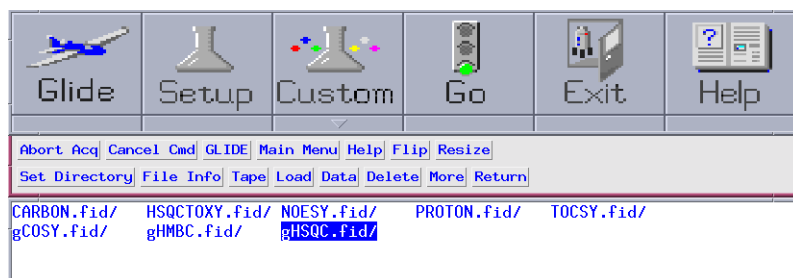 Glide Setup Custom Go Exit Help
Abort Acq Cancel Cmd GLIDE Main Menu Help Flip Resize
Set Directory File Info Tape Load Data Delete More Return
CARBON.fid/ HSQCTOXY.fid/ NOESY.fid/ PROTON.fid/ TOCSY.fid/
gCOSY.fid/ gHMBC.fid/ gHSQC.fid/